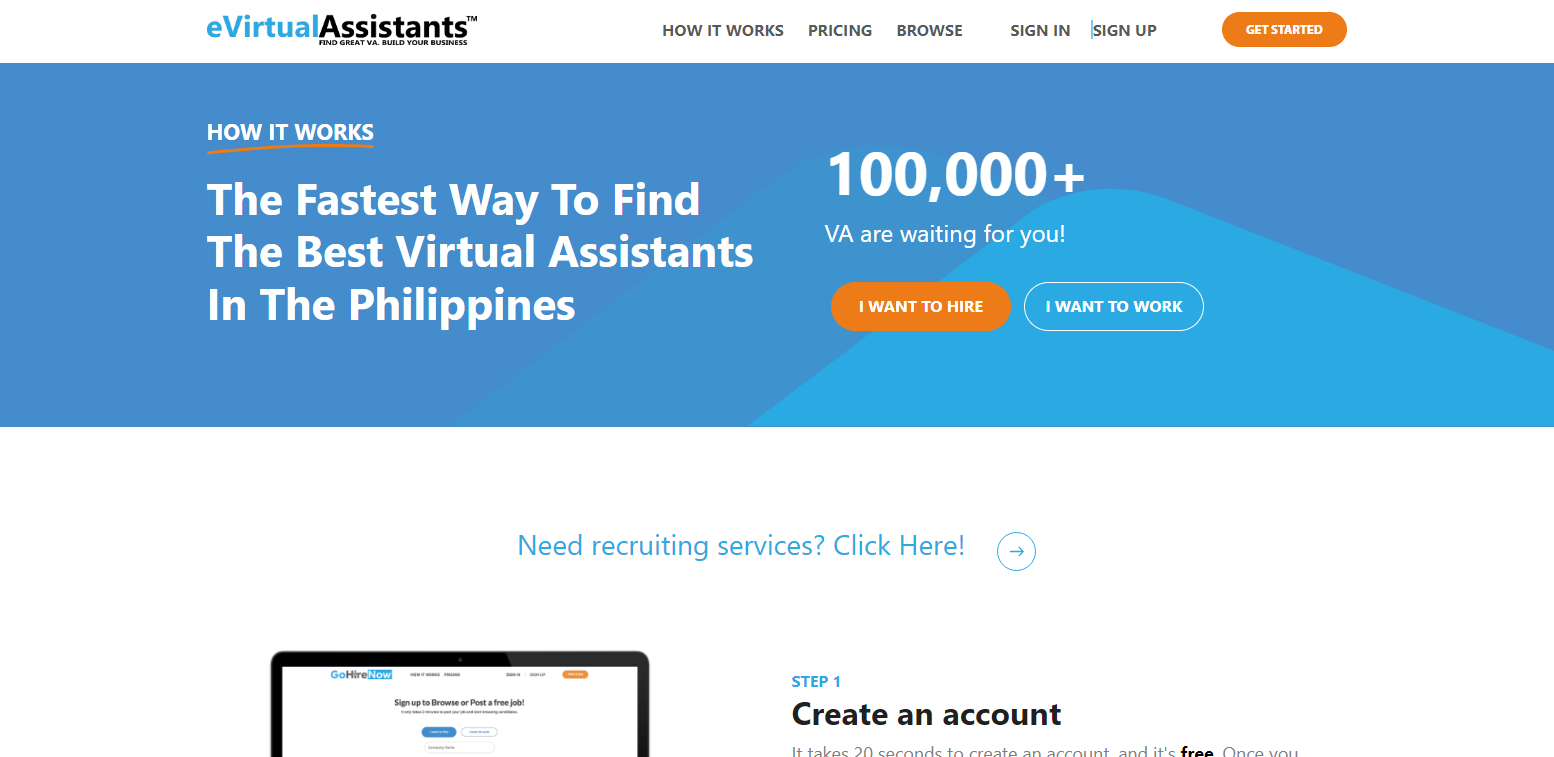 eVirtualAssistants™
FIND GREAT VA. BUILD YOUR BUSINESS
HOW IT WORKS
PRICING
BROWSE
SIGN IN
SIGN UP
GET STARTED
HOW IT WORKS
The Fastest Way To Find
The Best Virtual Assistants
In The Philippines
100,000+
VA are waiting for you!
I WANT TO HIRE
I WANT TO WORK
Need recruiting services? Click Here!
GoHireNow
HOW IT WORKS
PRICING
SIGN IN
SIGN UP
Sign up to Browse or Post a free job!
Company Name
STEP 1
Create an account
It takes 20 seconds to create an account, and it's free. Once you